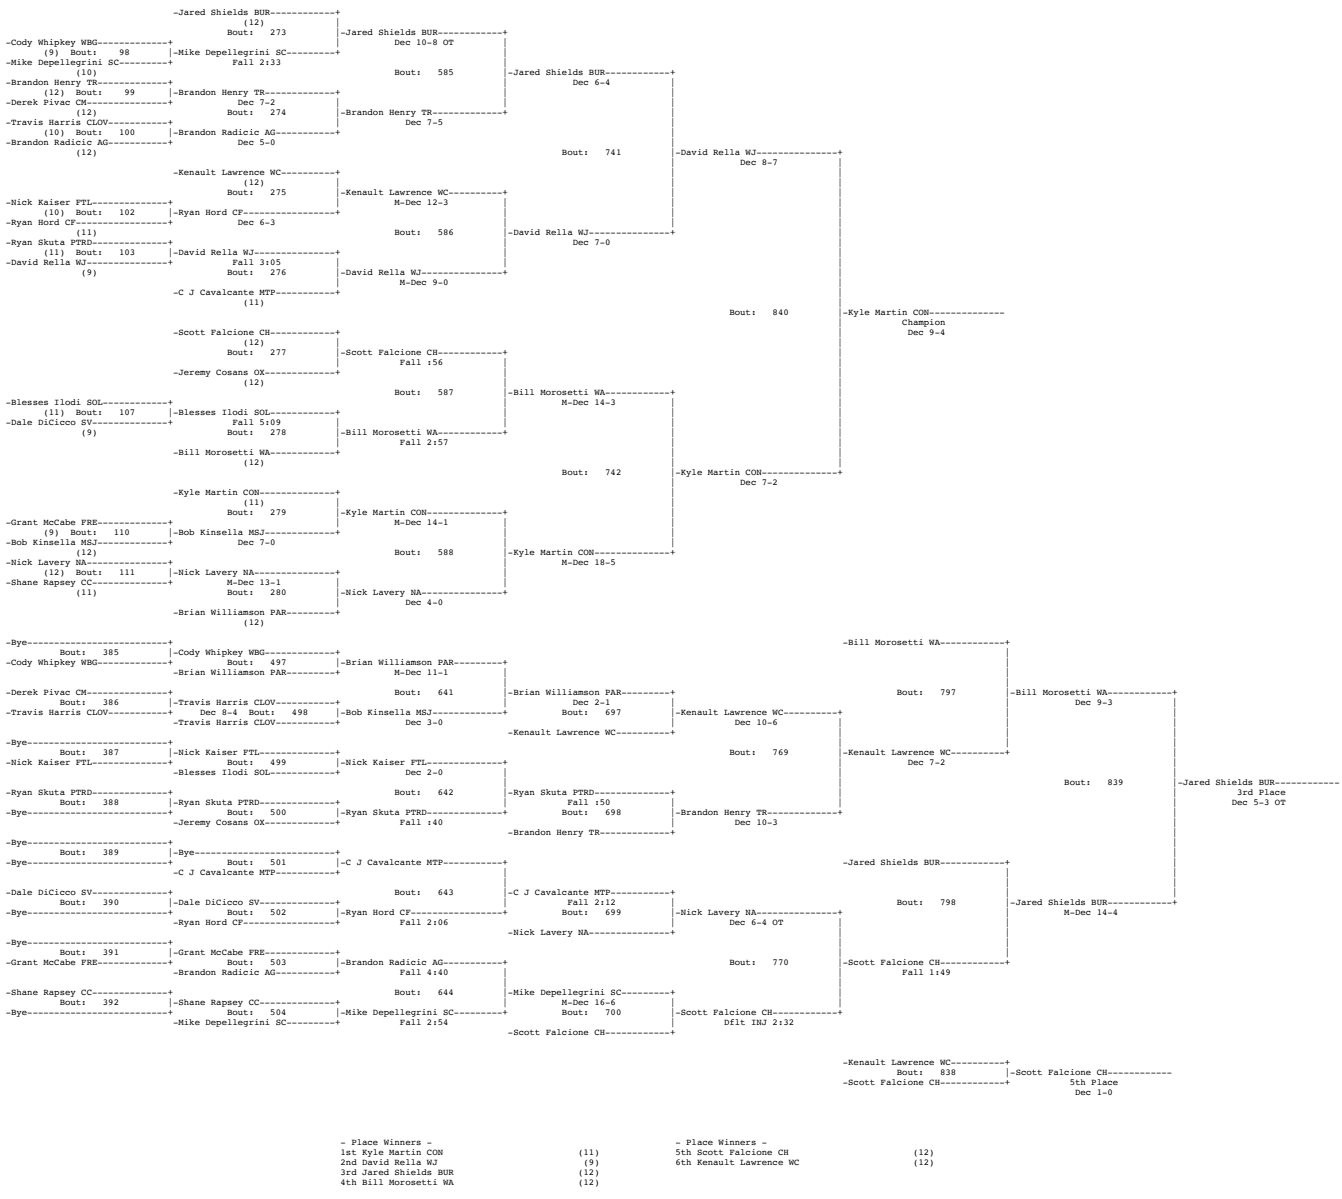 -Jared Shields BUR------------+
(12) |
Bout: 273 |-Jared Shields BUR------------+
-Cody Whipkey WBG-------------+ | Dec 10-8 OT |
(9) Bout: 98 |-Mike Depellegrini SC---------+ |
-Mike Depellegrini SC---------+ Fall 2:33 |
(10) Bout: 585 |-Jared Shields BUR------------+
-Brandon Henry TR-------------+ | Dec 6-4 |
(12) Bout: 99 |-Brandon Henry TR-------------+ | |
-Derek Pivac CM---------------+ Dec 7-2 | | |
(12) Bout: 274 |-Brandon Henry TR-------------+ |
-Travis Harris CLOV-----------+ | Dec 7-5 |
(10) Bout: 100 |-Brandon Radicic AG-----------+ |
-Brandon Radicic AG-----------+ Dec 5-0 |
(12) Bout: 741 |-David Rella WJ---------------+
| Dec 8-7 |
-Kenault Lawrence WC----------+ | |
(12) | | |
Bout: 275 |-Kenault Lawrence WC----------+ | |
-Nick Kaiser FTL--------------+ | M-Dec 12-3 | | |
(10) Bout: 102 |-Ryan Hord CF-----------------+ | | |
-Ryan Hord CF-----------------+ Dec 6-3 | | |
(11) Bout: 586 |-David Rella WJ---------------+ |
-Ryan Skuta PTRD--------------+ | Dec 7-0 |
(11) Bout: 103 |-David Rella WJ---------------+ | |
-David Rella WJ---------------+ Fall 3:05 | | |
(9) Bout: 276 |-David Rella WJ---------------+ |
| M-Dec 9-0 |
-C J Cavalcante MTP-----------+ |
(11) |
Bout: 840 |-Kyle Martin CON--------------
| Champion
-Scott Falcione CH------------+ | Dec 9-4
(12) | |
Bout: 277 |-Scott Falcione CH------------+ |
| Fall :56 | |
-Jeremy Cosans OX-------------+ | |
(12) | |
Bout: 587 |-Bill Morosetti WA------------+ |
-Blesses Ilodi SOL------------+ | M-Dec 14-3 | |
(11) Bout: 107 |-Blesses Ilodi SOL------------+ | | |
-Dale DiCicco SV--------------+ Fall 5:09 | | | |
(9) Bout: 278 |-Bill Morosetti WA------------+ | |
| Fall 2:57 | |
-Bill Morosetti WA------------+ | |
(12) | |
Bout: 742 |-Kyle Martin CON--------------+
| Dec 7-2
-Kyle Martin CON--------------+ |
(11) | |
Bout: 279 |-Kyle Martin CON--------------+ |
-Grant McCabe FRE-------------+ | M-Dec 14-1 | |
(9) Bout: 110 |-Bob Kinsella MSJ-------------+ | |
-Bob Kinsella MSJ-------------+ Dec 7-0 | |
(12) Bout: 588 |-Kyle Martin CON--------------+
-Nick Lavery NA---------------+ | M-Dec 18-5
(12) Bout: 111 |-Nick Lavery NA---------------+ |
-Shane Rapsey CC--------------+ M-Dec 13-1 | |
(11) Bout: 280 |-Nick Lavery NA---------------+
| Dec 4-0
-Brian Williamson PAR---------+
(12)
-Bye--------------------------+ -Bill Morosetti WA------------+
Bout: 385 |-Cody Whipkey WBG-------------+ |
-Cody Whipkey WBG-------------+ Bout: 497 |-Brian Williamson PAR---------+ |
-Brian Williamson PAR---------+ M-Dec 11-1 | |
-Derek Pivac CM---------------+ Bout: 641 |-Brian Williamson PAR---------+ Bout: 797 |-Bill Morosetti WA------------+
Bout: 386 |-Travis Harris CLOV-----------+ | Dec 2-1 | | Dec 9-3 |
-Travis Harris CLOV-----------+ Dec 8-4 Bout: 498 |-Bob Kinsella MSJ-------------+ Bout: 697 |-Kenault Lawrence WC----------+ | |
-Travis Harris CLOV-----------+ Dec 3-0 | Dec 10-6 | | |
-Kenault Lawrence WC----------+ | | |
-Bye--------------------------+ | | |
Bout: 387 |-Nick Kaiser FTL--------------+ Bout: 769 |-Kenault Lawrence WC----------+ |
-Nick Kaiser FTL--------------+ Bout: 499 |-Nick Kaiser FTL--------------+ | Dec 7-2 |
-Blesses Ilodi SOL------------+ Dec 2-0 | | |
Bout: 839 |-Jared Shields BUR------------
-Ryan Skuta PTRD--------------+ Bout: 642 |-Ryan Skuta PTRD--------------+ | | 3rd Place
Bout: 388 |-Ryan Skuta PTRD--------------+ | Fall :50 | | | Dec 5-3 OT
-Bye--------------------------+ Bout: 500 |-Ryan Skuta PTRD--------------+ Bout: 698 |-Brandon Henry TR-------------+ |
-Jeremy Cosans OX-------------+ Fall :40 | Dec 10-3 |
-Brandon Henry TR-------------+ |
-Bye--------------------------+ |
Bout: 389 |-Bye--------------------------+ |
-Bye--------------------------+ Bout: 501 |-C J Cavalcante MTP-----------+ -Jared Shields BUR------------+ |
-C J Cavalcante MTP-----------+ | | |
-Dale DiCicco SV--------------+ Bout: 643 |-C J Cavalcante MTP-----------+ | |
Bout: 390 |-Dale DiCicco SV--------------+ | Fall 2:12 | Bout: 798 |-Jared Shields BUR------------+
-Bye--------------------------+ Bout: 502 |-Ryan Hord CF-----------------+ Bout: 699 |-Nick Lavery NA---------------+ | M-Dec 14-4
-Ryan Hord CF-----------------+ Fall 2:06 | Dec 6-4 OT | |
-Nick Lavery NA---------------+ | |
-Bye--------------------------+ | |
Bout: 391 |-Grant McCabe FRE-------------+ | |
-Grant McCabe FRE-------------+ Bout: 503 |-Brandon Radicic AG-----------+ Bout: 770 |-Scott Falcione CH------------+
-Brandon Radicic AG-----------+ Fall 4:40 | | Fall 1:49
-Shane Rapsey CC--------------+ Bout: 644 |-Mike Depellegrini SC---------+ |
Bout: 392 |-Shane Rapsey CC--------------+ | M-Dec 16-6 | |
-Bye--------------------------+ Bout: 504 |-Mike Depellegrini SC---------+ Bout: 700 |-Scott Falcione CH------------+
-Mike Depellegrini SC---------+ Fall 2:54 | Dflt INJ 2:32
-Scott Falcione CH------------+
-Kenault Lawrence WC----------+
Bout: 838 |-Scott Falcione CH------------
-Scott Falcione CH------------+ 5th Place
Dec 1-0
- Place Winners - - Place Winners -
1st Kyle Martin CON (11) 5th Scott Falcione CH (12)
2nd David Rella WJ (9) 6th Kenault Lawrence WC (12)
3rd Jared Shields BUR (12)
4th Bill Morosetti WA (12)